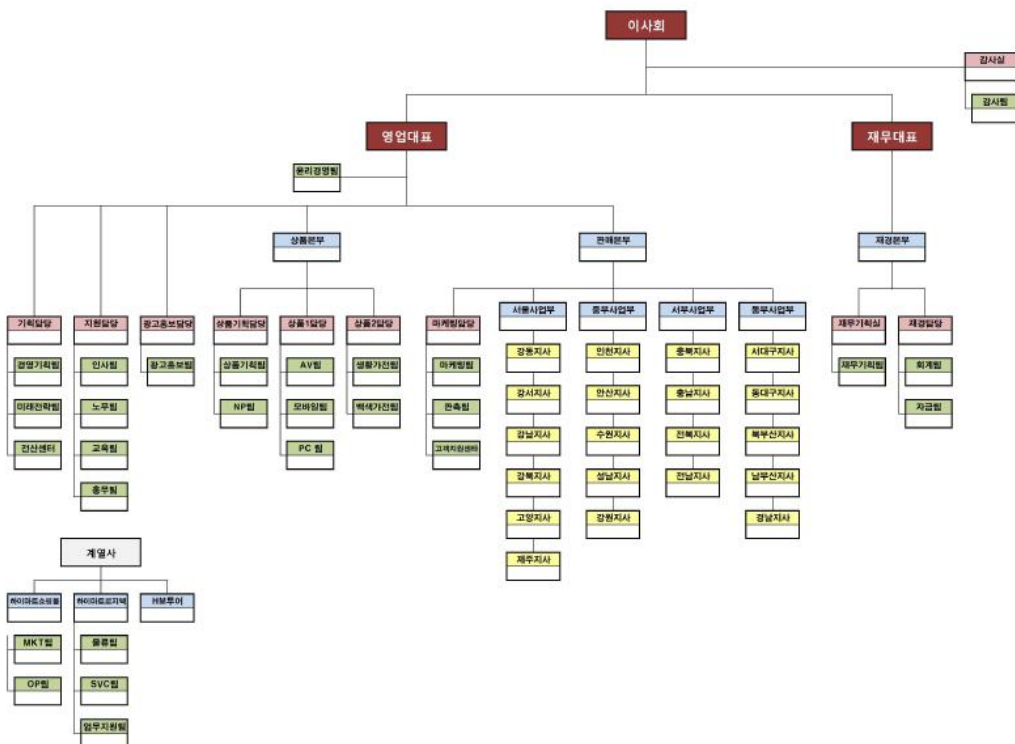 이사회
감사실
감사팀
영업대표
재무대표
윤리경영팀
상품본부
판매본부
재경본부
기획담당
지원담당
광고홍보담당
상품기획담당
상품1담당
상품2담당
마케팅담당
서울사업부
중부사업부
서부사업부
동부사업부
재무기획실
재경담당
경영기획팀
인사팀
광고홍보팀
상품기획팀
AV팀
생활가전팀
마케팅팀
강동지사
인천지사
충북지사
서대구지사
재무기획팀
회계팀
미래전략팀
노무팀
NP팀
모바일팀
백색가전팀
판촉팀
강서지사
안산지사
충남지사
동대구지사
자금팀
전산센터
교육팀
PC 팀
고객지원센터
강남지사
수원지사
전북지사
북부산지사
총무팀
강북지사
성남지사
전남지사
남부산지사
고양지사
강원지사
경남지사
제주지사
계열사
하이마트쇼핑몰
하이마트로지텍
HM투어
MKT팀
물류팀
OP팀
SVC팀
업무지원팀